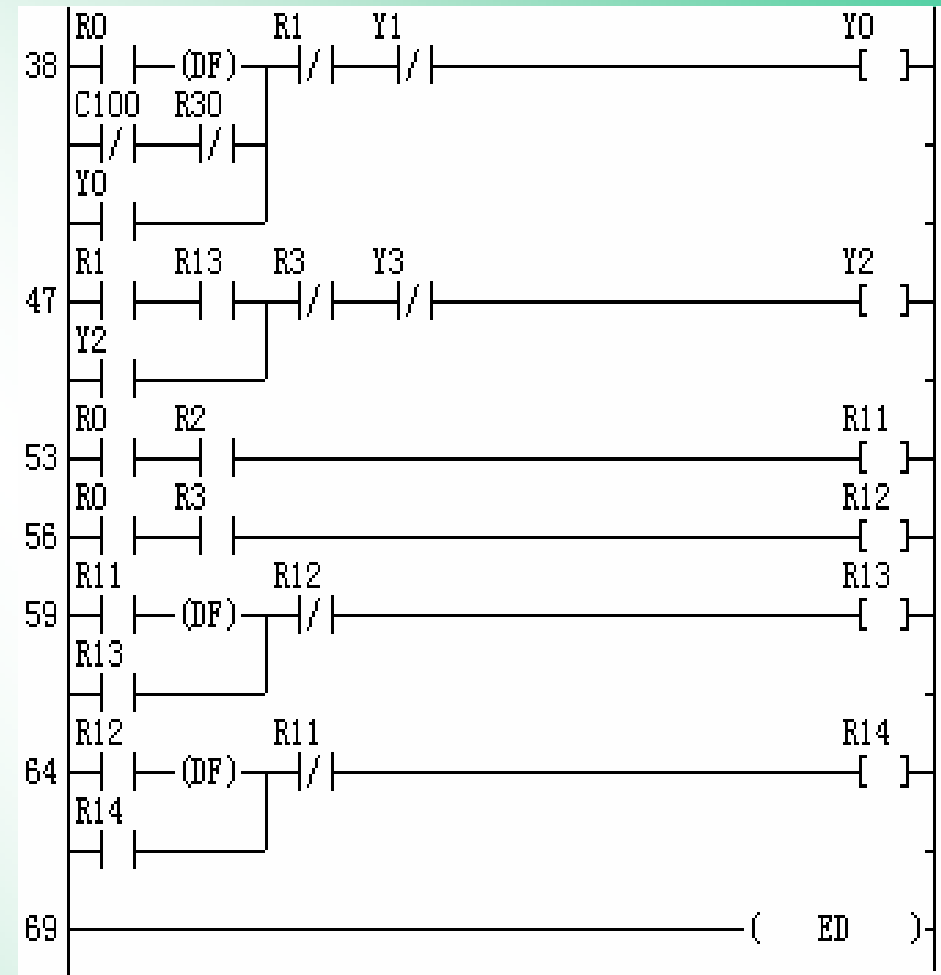 R0 R1 Y1 Y0
38 (DF)
C100 R30
Y0
R1 R13 R3 Y3 Y2
47
Y2
R0 R2 R11
53
R0 R3 R12
56
R11 R12 R13
59 (DF)
R13
R12 R11 R14
64 (DF)
R14
69 ( ED )